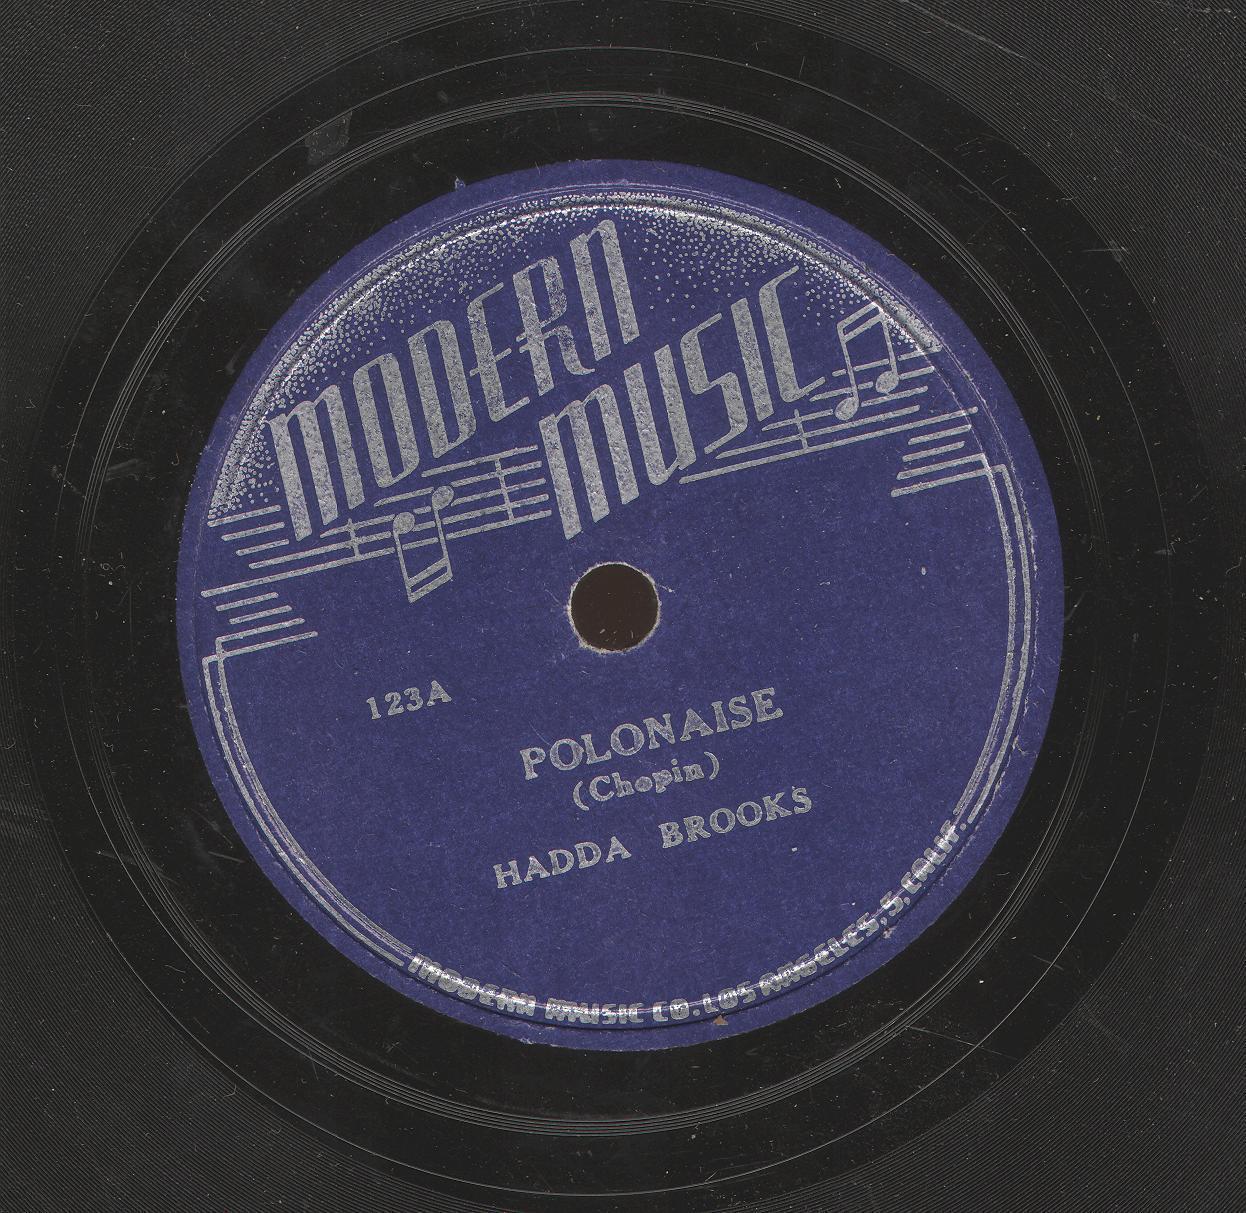 MODERN
MUSIC
123A
POLONAISE
(Chopin)
HADDA BROOKS
MODERN MUSIC CO. LOS ANGELES, 5, CALIF.